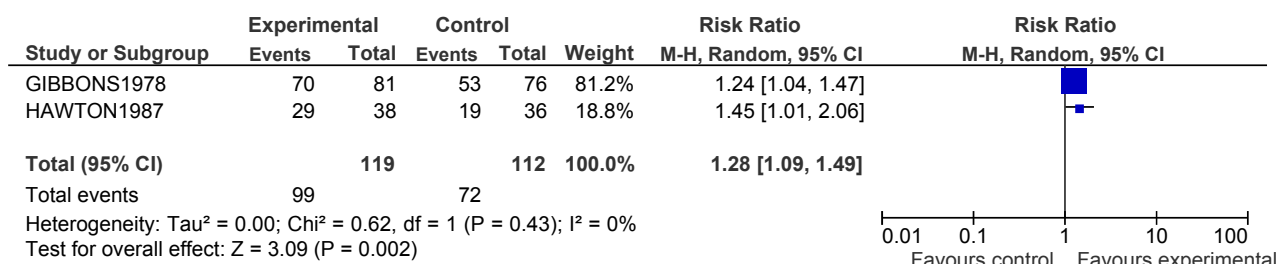 Experimental Control Risk Ratio Risk Ratio
Study or Subgroup Events Total Events Total Weight M-H, Random, 95% CI M-H, Random, 95% CI
GIBBONS1978 70 81 53 76 81.2% 1.24 [1.04, 1.47]
HAWTON1987 29 38 19 36 18.8% 1.45 [1.01, 2.06]
Total (95% CI) 119 112 100.0% 1.28 [1.09, 1.49]
Total events 99 72
Heterogeneity: Tau² = 0.00; Chi² = 0.62, df = 1 (P = 0.43); I² = 0%
Test for overall effect: Z = 3.09 (P = 0.002)
0.01 0.1 1 10 100
Favours control Favours experimental